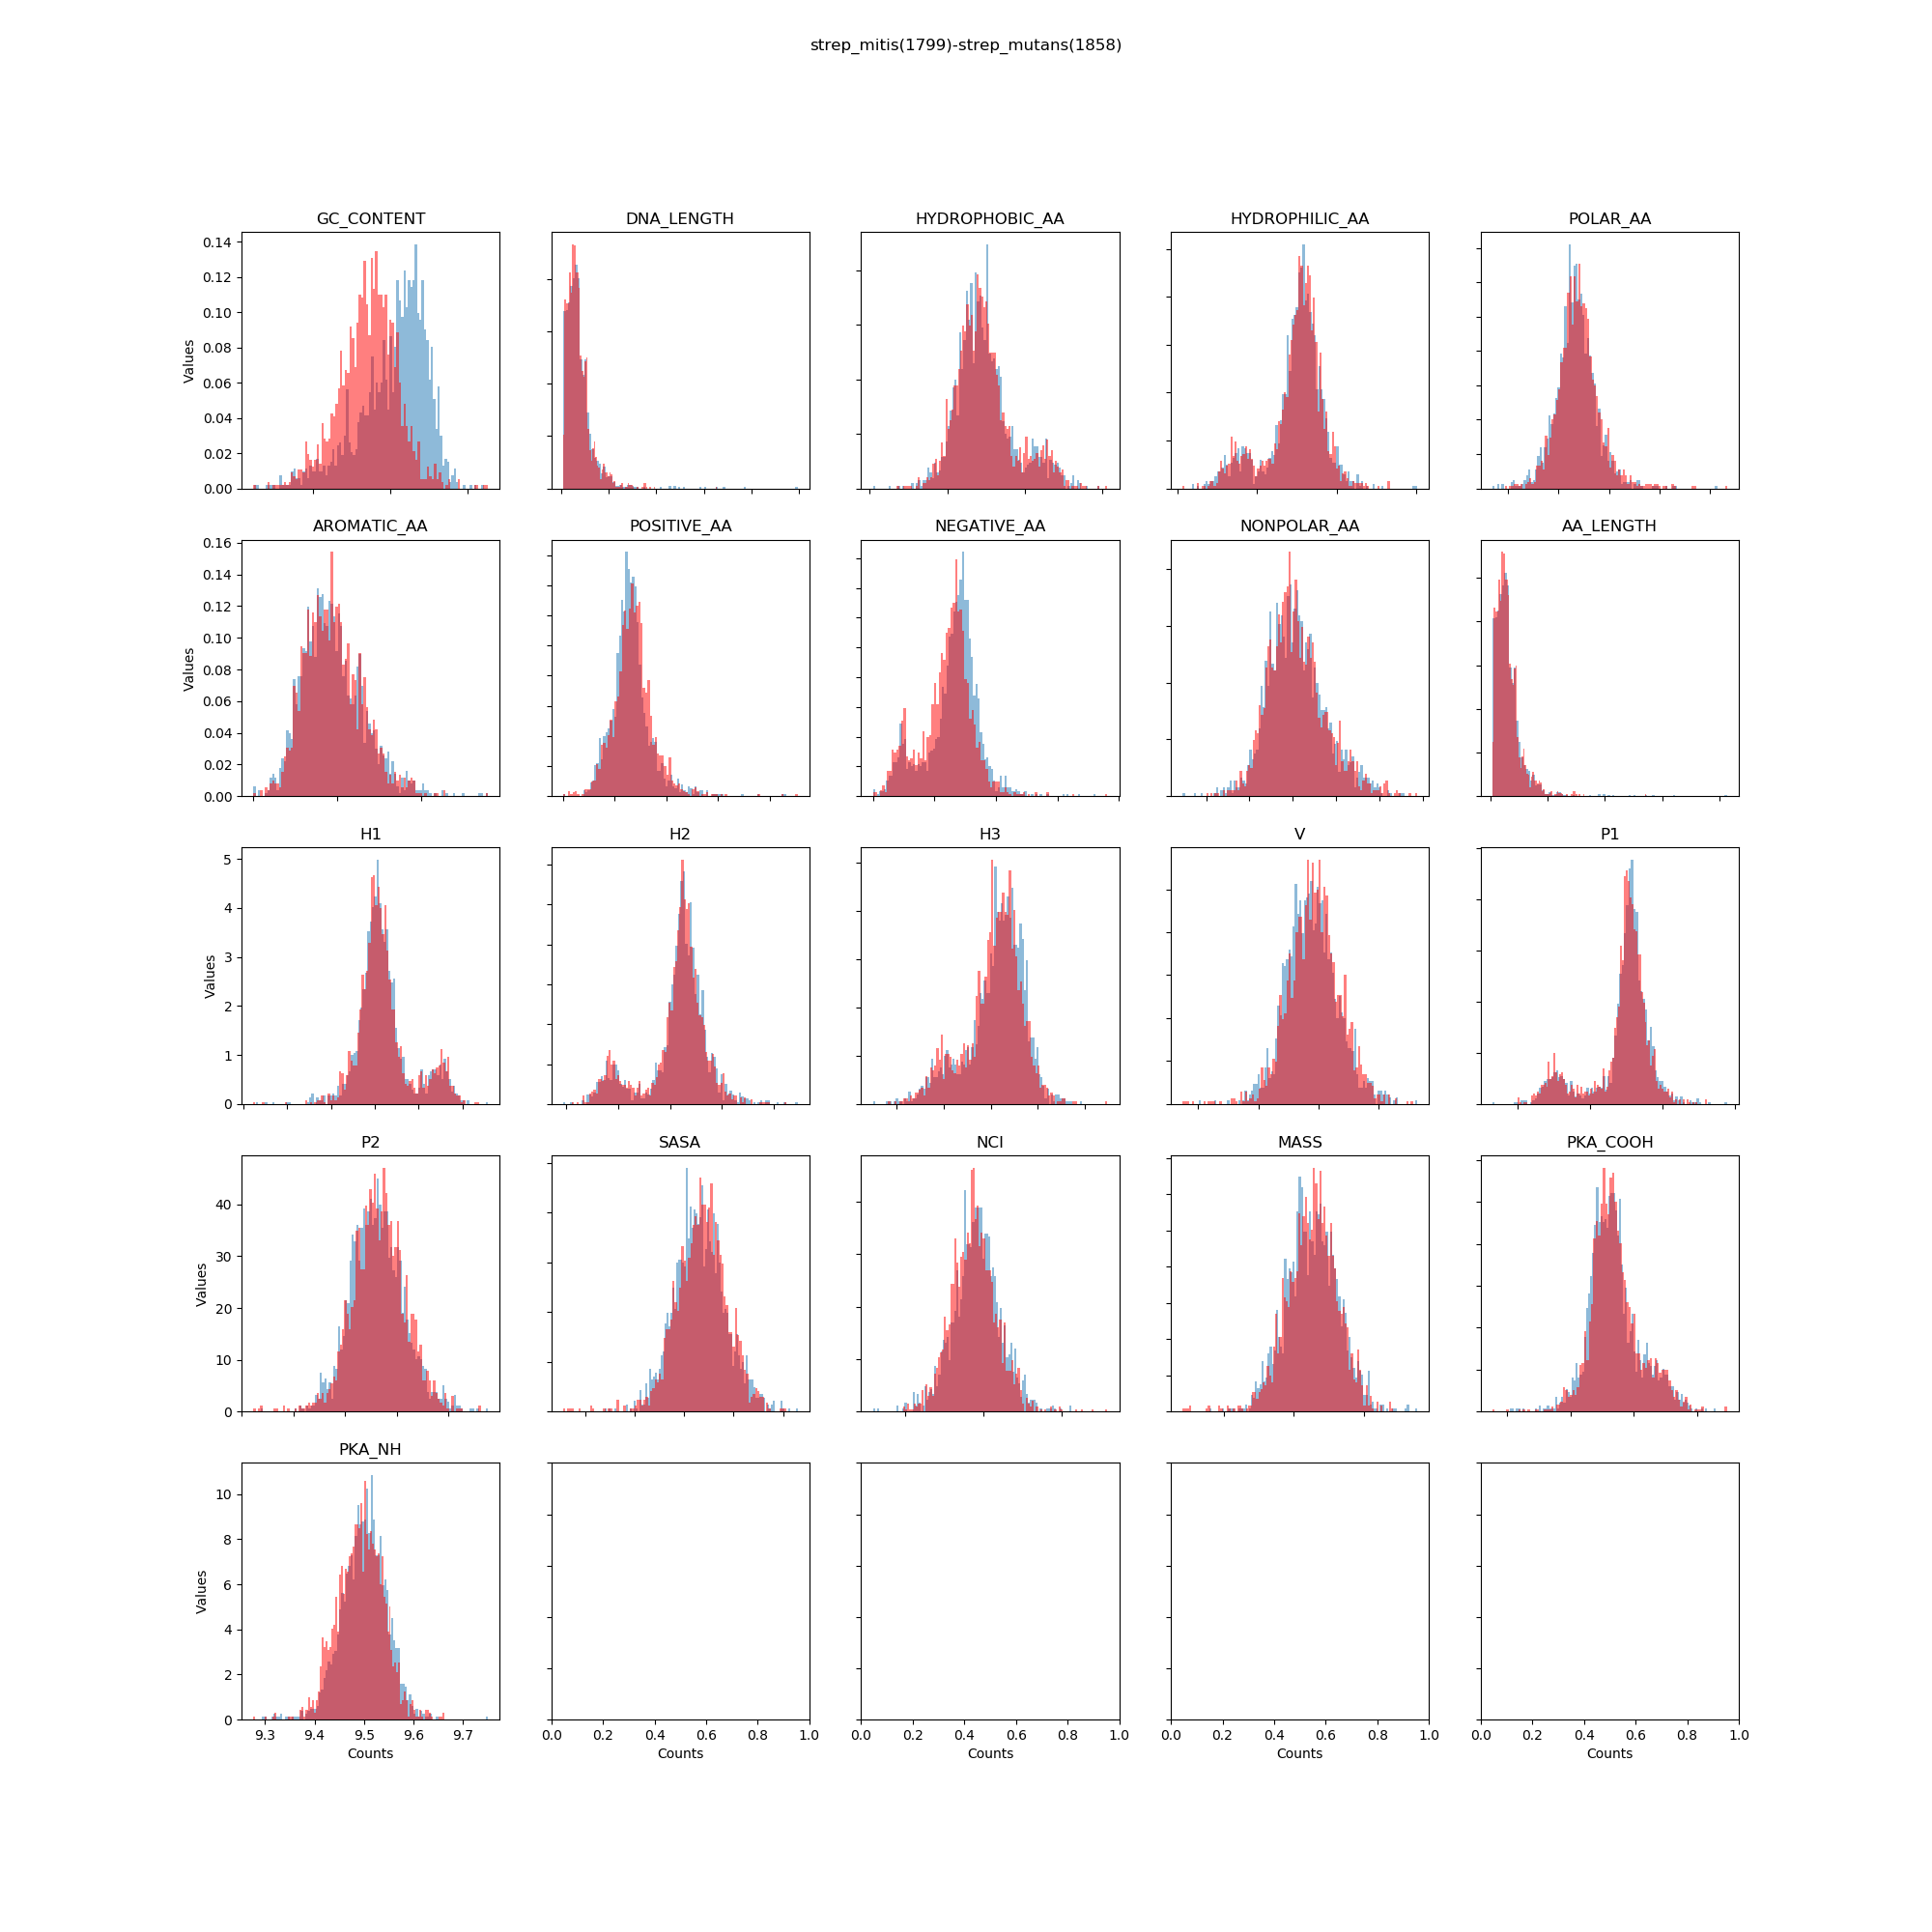 strep_mitis(1799)-strep_mutans(1858)
GC_CONTENT DNA_LENGTH HYDROPHOBIC_AA HYDROPHILIC_AA POLAR_AA
0.14
0.12
0.10
0.08
0.06
0.04
0.02
0.00
Values
AROMATIC_AA POSITIVE_AA NEGATIVE_AA NONPOLAR_AA AA_LENGTH
0.16
0.14
0.12
0.10
0.08
0.06
0.04
0.02
0.00
Values
H1 H2 H3 V P1
5
4
3
2
1
0
Values
P2 SASA NCI MASS PKA_COOH
40
30
20
10
0
Values
PKA_NH
10
8
6
4
2
0
Values
9.3 9.4 9.5 9.6 9.7 0.0 0.2 0.4 0.6 0.8 1.0 0.0 0.2 0.4 0.6 0.8 1.0 0.0 0.2 0.4 0.6 0.8 1.0 0.0 0.2 0.4 0.6 0.8 1.0
Counts Counts Counts Counts Counts